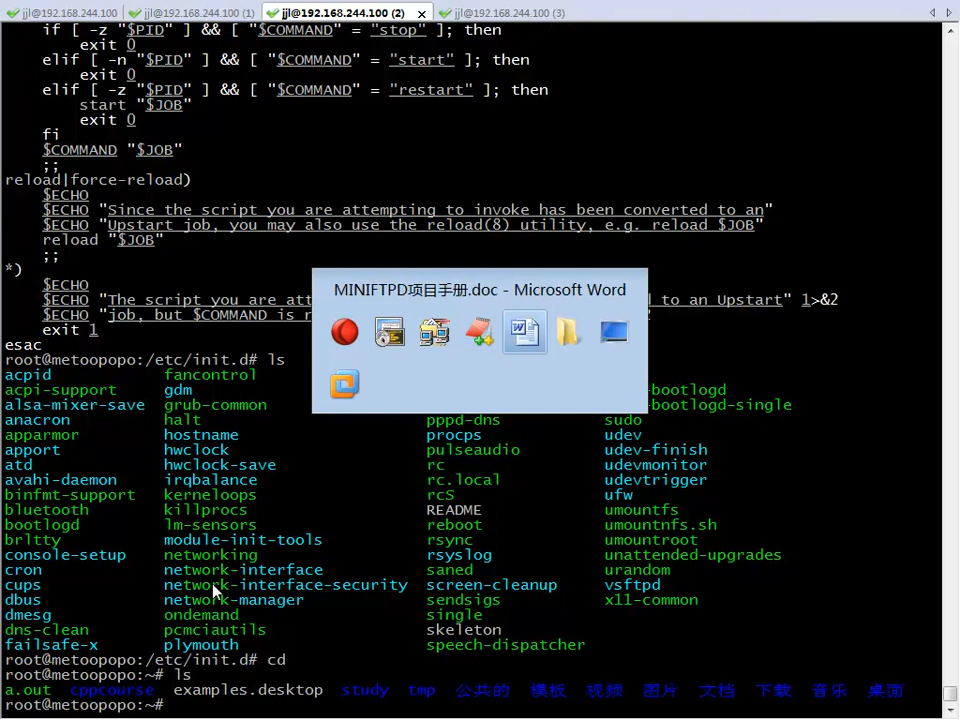 jjl@192.168.244.100 jjl@192.168.244.100 (1) jjl@192.168.244.100 (2) x jjl@192.168.244.100 (3)
if [ -z "$PID" ] && [ "$COMMAND" = "stop" ]; then
exit 0
elif [ -n "$PID" ] && [ "$COMMAND" = "start" ]; then
exit 0
elif [ -z "$PID" ] && [ "$COMMAND" = "restart" ]; then
start "$JOB"
exit 0
fi
$COMMAND "$JOB"
;;
reload|force-reload)
$ECHO
$ECHO "Since the script you are attempting to invoke has been converted to an"
$ECHO "Upstart job, you may also use the reload(8) utility, e.g. reload $JOB"
reload "$JOB"
;;
*)
$ECHO
$ECHO "The script you are att d to an Upstart" 1>&2
$ECHO "job, but $COMMAND is n 2
exit 1
esac
MINIFTPD项目手册.doc - Microsoft Word
root@metoopopo:/etc/init.d# ls
acpid fancontrol
acpi-support gdm -bootlogd
alsa-mixer-save grub-common bootlogd-single
anacron halt pppd-dns sudo
apparmor hostname procps udev
apport hwclock pulseaudio udev-finish
atd hwclock-save rc udevmonitor
avahi-daemon irqbalance rc.local udevtrigger
binfmt-support kerneloops rcS ufw
bluetooth killprocs README umountfs
bootlogd lm-sensors reboot umountnfs.sh
brltty module-init-tools rsync umountroot
console-setup networking rsyslog unattended-upgrades
cron network-interface saned urandom
cups network-interface-security screen-cleanup vsftpd
dbus network-manager sendsigs x11-common
dmesg ondemand single
dns-clean pcmciautils skeleton
failsafe-x plymouth speech-dispatcher
root@metoopopo:/etc/init.d# cd
root@metoopopo:~# ls
a.out cppcourse examples.desktop study tmp 公共的 模板 视频 图片 文档 下载 音乐 桌面
root@metoopopo:~#